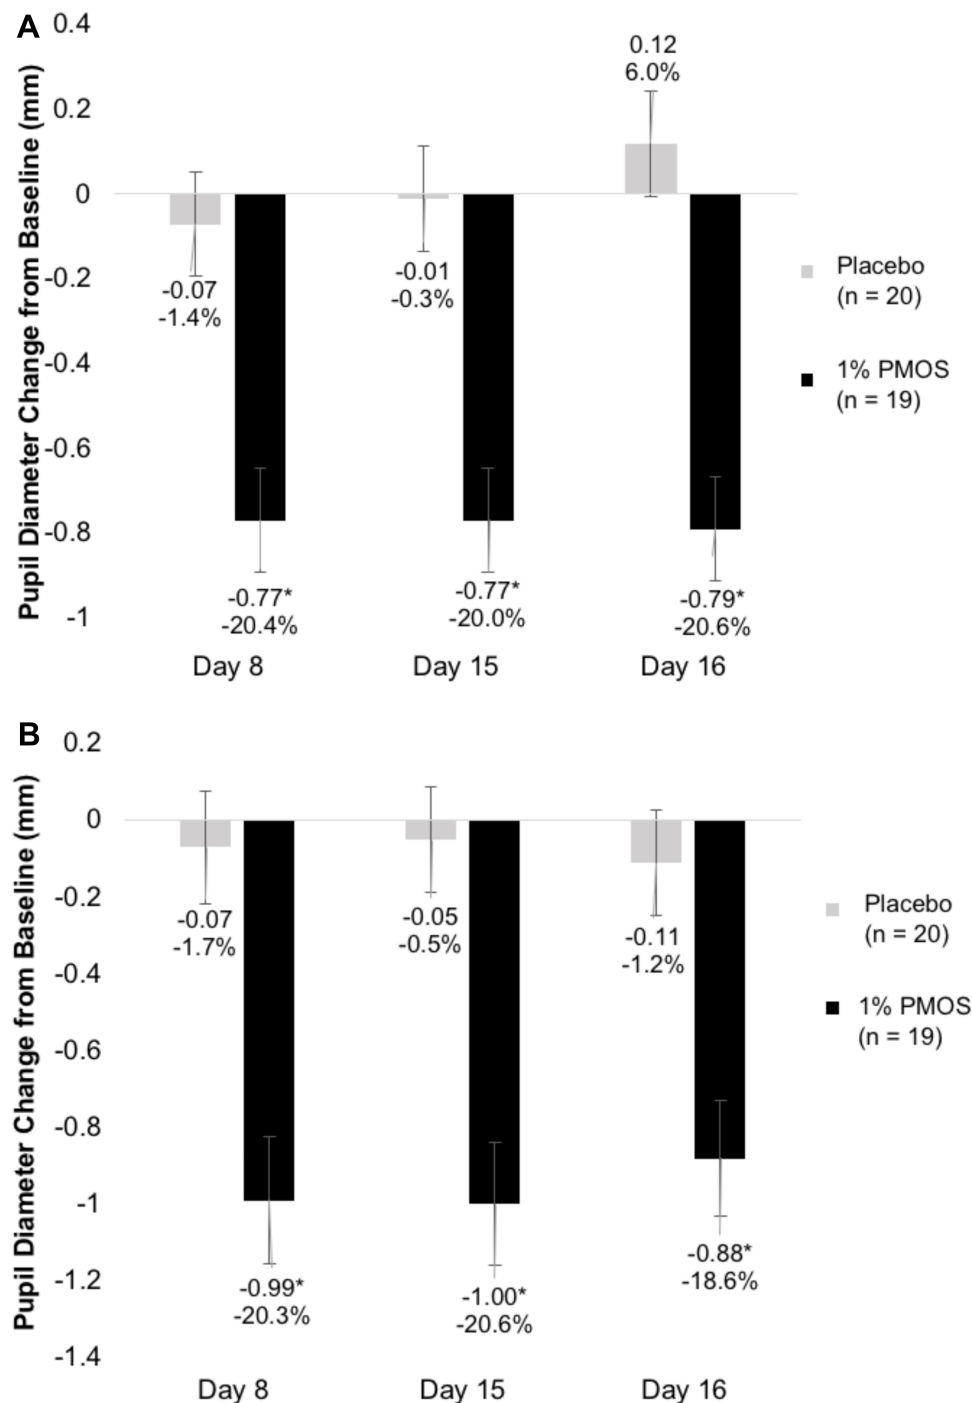 A
Pupil Diameter Change from Baseline (mm)
0.4
0.2
0
-0.2
-0.4
-0.6
-0.8
-1
0.12
6.0%
-0.07
-1.4%
-0.01
-0.3%
-0.77*
-20.4%
-0.77*
-20.0%
-0.79*
-20.6%
Day 8
Day 15
Day 16
Placebo
(n = 20)
1% PMOS
(n = 19)
B
Pupil Diameter Change from Baseline (mm)
0.2
0
-0.2
-0.4
-0.6
-0.8
-1
-1.2
-1.4
-0.07
-1.7%
-0.05
-0.5%
-0.11
-1.2%
-0.99*
-20.3%
-1.00*
-20.6%
-0.88*
-18.6%
Day 8
Day 15
Day 16
Placebo
(n = 20)
1% PMOS
(n = 19)